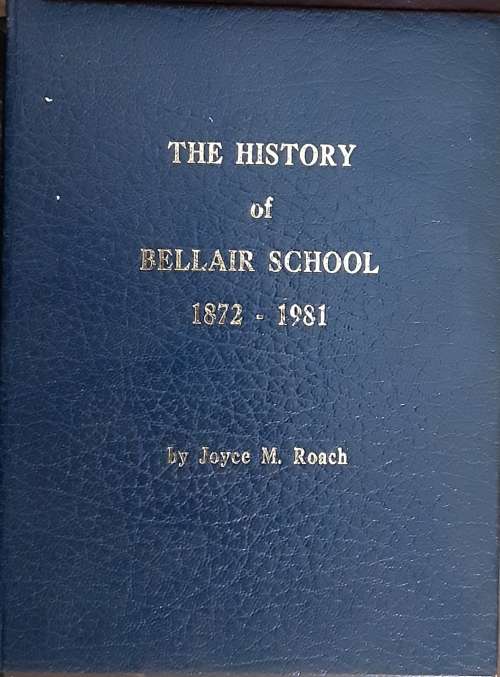 THE HISTORY
of
BELLAIR SCHOOL
1872 - 1981
by Joyce M. Roach